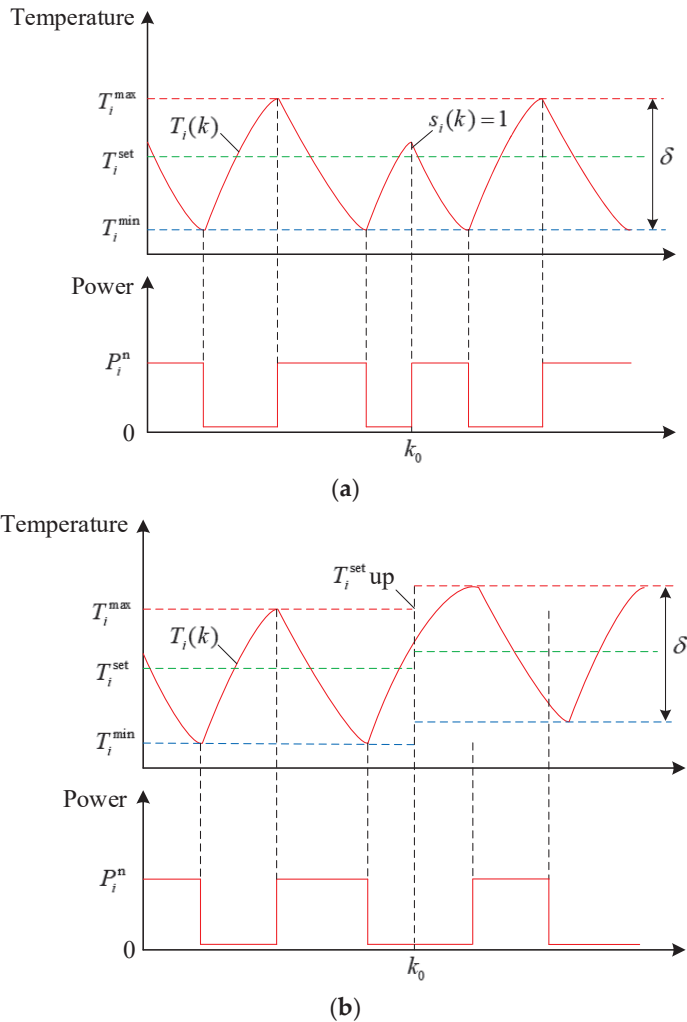 Temperature
T_i^max
T_i(k)
s_i(k)=1
T_i^set
δ
T_i^min
Power
P_i^n
0
k_0
(a)
Temperature
T_i^set up
T_i^max
T_i(k)
T_i^set
δ
T_i^min
Power
P_i^n
0
k_0
(b)